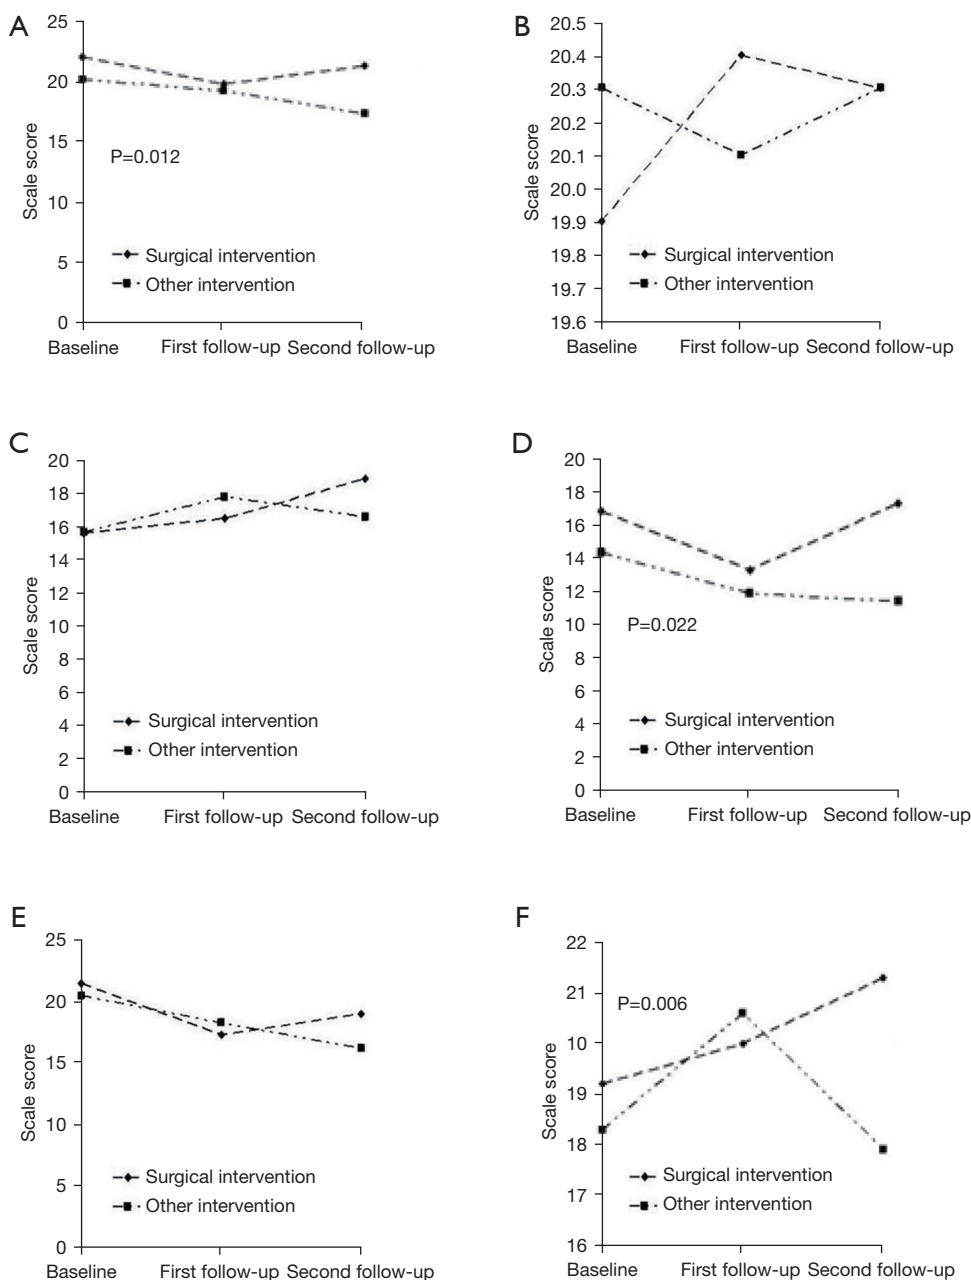 A
25
20
15
10
5
0
Scale score
P=0.012
Surgical intervention
Other intervention
Baseline First follow-up Second follow-up
B
20.5
20.4
20.3
20.2
20.1
20.0
19.9
19.8
19.7
19.6
Scale score
Surgical intervention
Other intervention
Baseline First follow-up Second follow-up
C
20
18
16
14
12
10
8
6
4
2
0
Scale score
Surgical intervention
Other intervention
Baseline First follow-up Second follow-up
D
20
18
16
14
12
10
8
6
4
2
0
Scale score
P=0.022
Surgical intervention
Other intervention
Baseline First follow-up Second follow-up
E
25
20
15
10
5
0
Scale score
Surgical intervention
Other intervention
Baseline First follow-up Second follow-up
F
22
21
10
19
18
17
16
Scale score
P=0.006
Surgical intervention
Other intervention
Baseline First follow-up Second follow-up